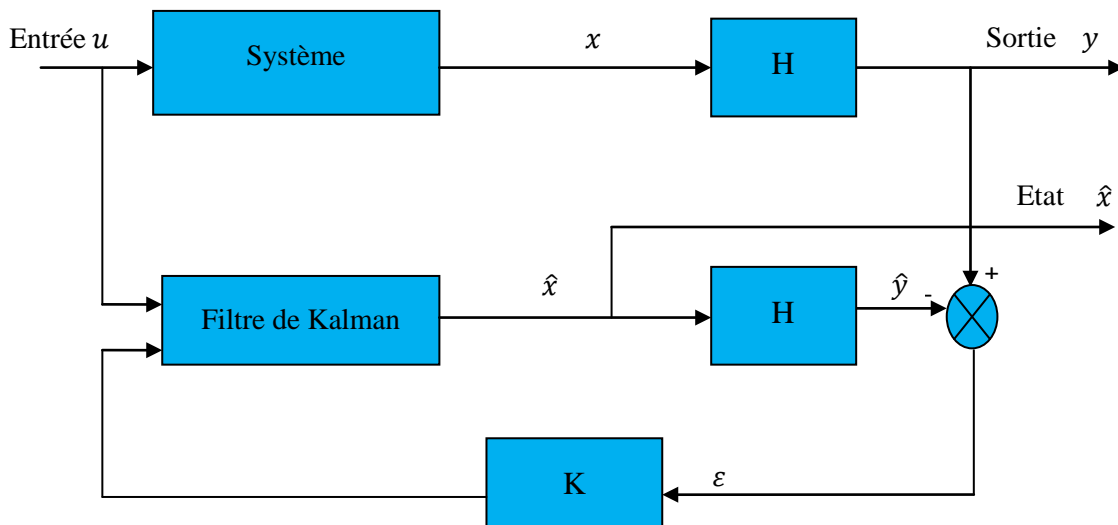 Entrée u
Système
x
H
Sortie y
Etat x̂
Filtre de Kalman
x̂
H
ŷ
-
+
K
ε